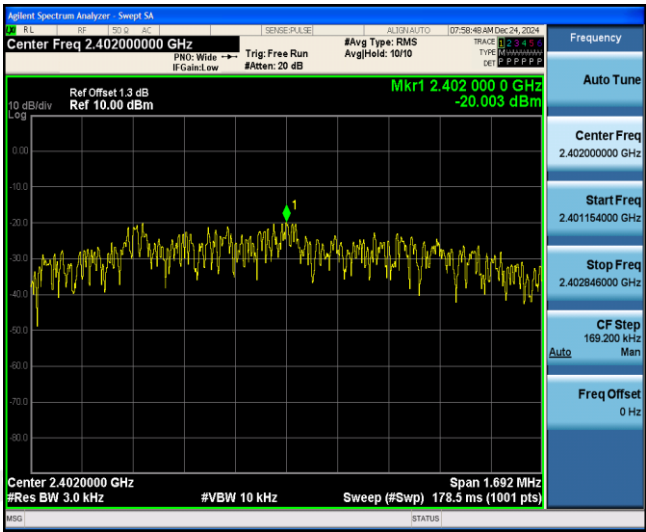 Agilent Spectrum Analyzer - Swept SA
RL RF 50 Ω AC SENSE:PULSE ALIGN AUTO 07:58:48 AM Dec 24, 2024
Center Freq 2.402000000 GHz
PNO: Wide
IFGain:Low
Trig: Free Run
#Atten: 20 dB
#Avg Type: RMS
Avg|Hold: 10/10
TRACE 1 2 3 4 5 6
TYPE M
DET P P P P P P
Mkr1 2.402 000 0 GHz
-20.003 dBm
Ref Offset 1.3 dB
10 dB/div Ref 10.00 dBm
Log
0.00
-10.0
-20.0
-30.0
-40.0
-50.0
-60.0
-70.0
-80.0
1
Center 2.4020000 GHz Span 1.692 MHz
#Res BW 3.0 kHz #VBW 10 kHz Sweep (#Swp) 178.5 ms (1001 pts)
MSG STATUS
Frequency
Auto Tune
Center Freq
2.402000000 GHz
Start Freq
2.401154000 GHz
Stop Freq
2.402846000 GHz
CF Step
169.200 kHz
Auto Man
Freq Offset
0 Hz